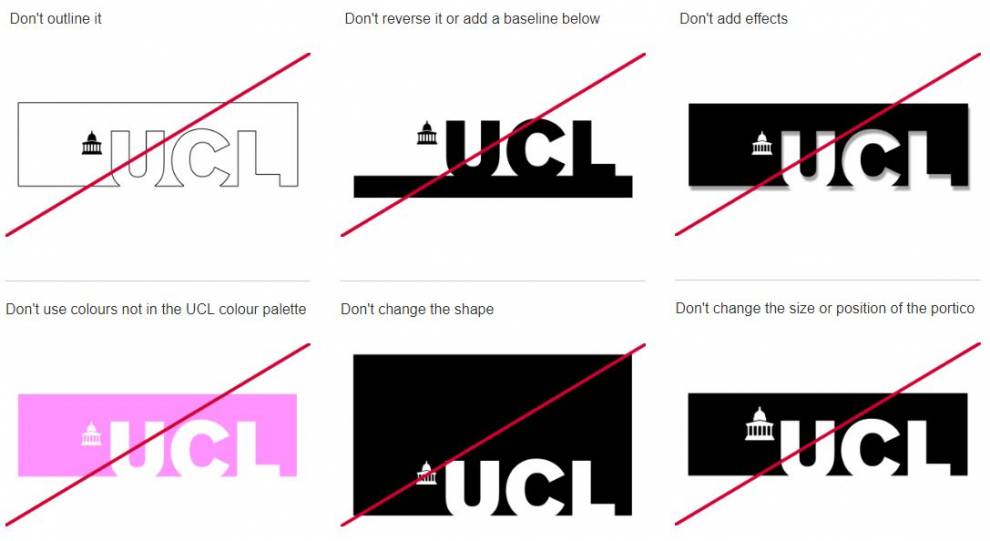 Don't outline it
Don't reverse it or add a baseline below
Don't add effects
UCL
UCL
UCL
Don't use colours not in the UCL colour palette
Don't change the shape
Don't change the size or position of the portico
UCL
UCL
UCL